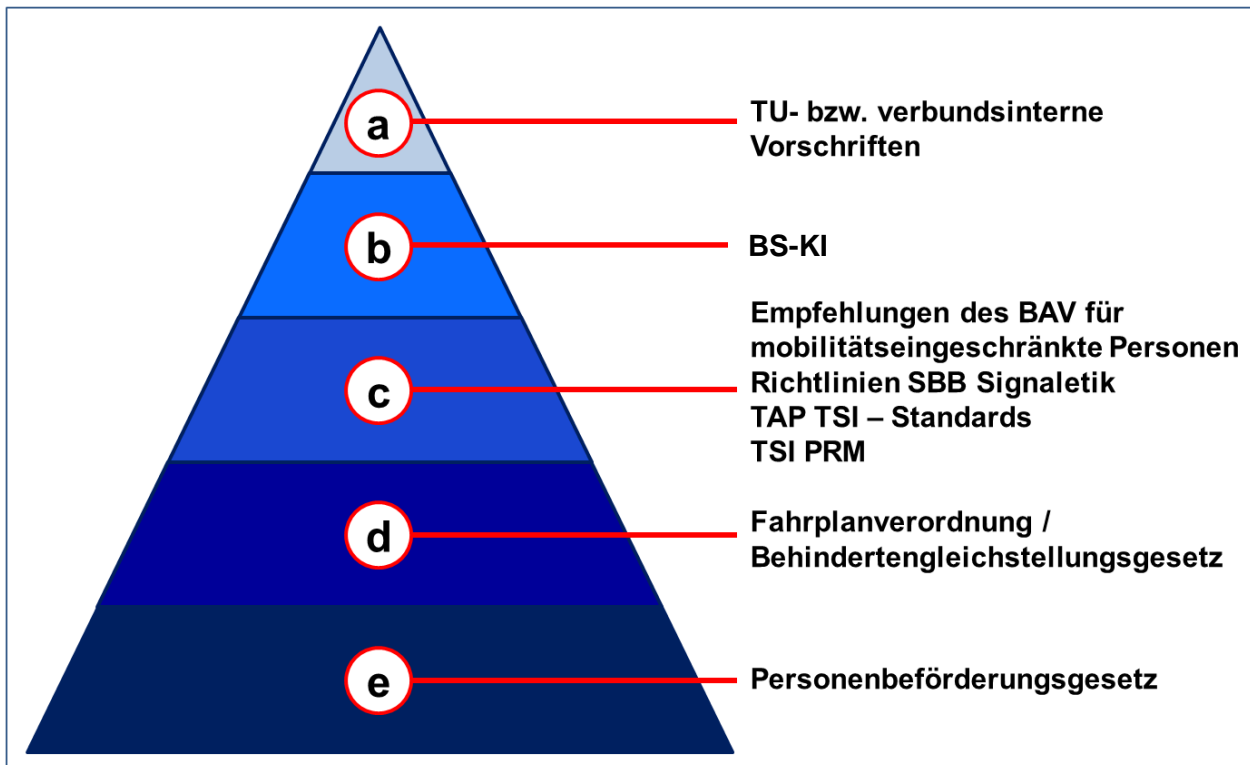 a
TU- bzw. verbundsinterne
Vorschriften
b
BS-KI
c
Empfehlungen des BAV für
mobilitätseingeschränkte Personen
Richtlinien SBB Signaletik
TAP TSI – Standards
TSI PRM
d
Fahrplanverordnung /
Behindertengleichstellungsgesetz
e
Personenbeförderungsgesetz